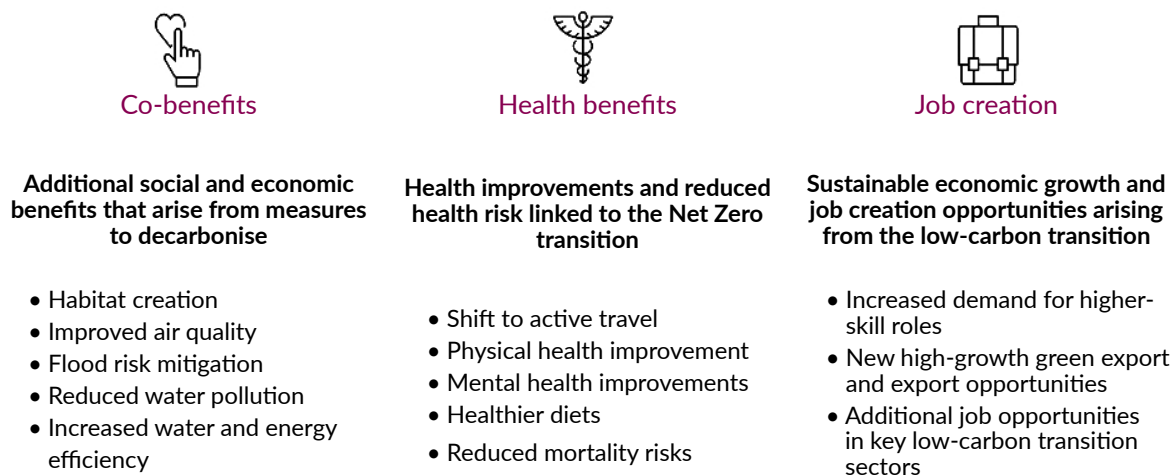 Co-benefits
Additional social and economic
benefits that arise from measures
to decarbonise
• Habitat creation
• Improved air quality
• Flood risk mitigation
• Reduced water pollution
• Increased water and energy
efficiency
Health benefits
Health improvements and reduced
health risk linked to the Net Zero
transition
• Shift to active travel
• Physical health improvement
• Mental health improvements
• Healthier diets
• Reduced mortality risks
Job creation
Sustainable economic growth and
job creation opportunities arising
from the low-carbon transition
• Increased demand for higher-
skill roles
• New high-growth green export
and export opportunities
• Additional job opportunities
in key low-carbon transition
sectors